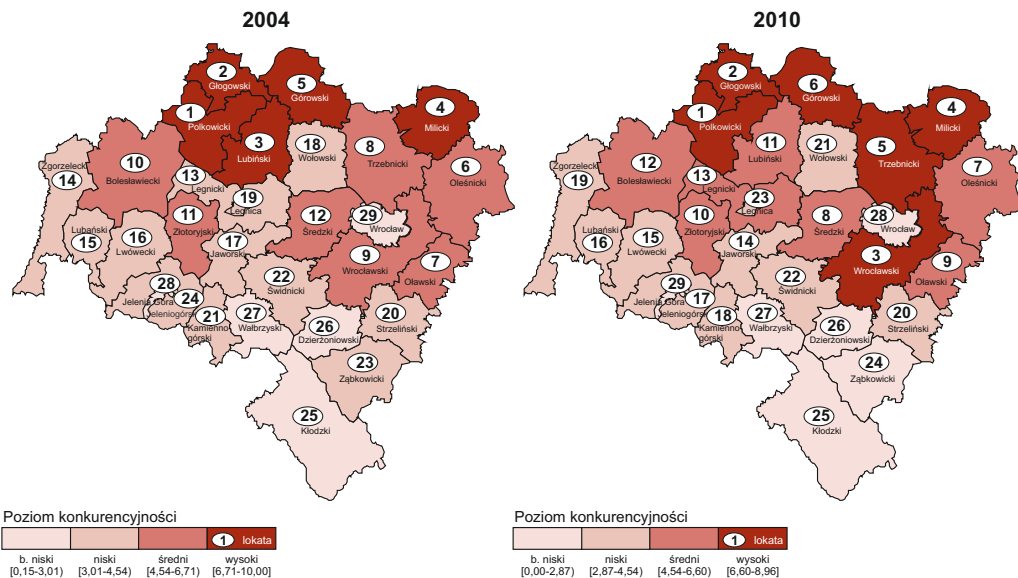 2004
2
Głogowski
5
Górowski
1
Polkowicki
4
Milicki
3
Lubiński
18
Wołowski
8
Trzebnicki
6
Oleśnicki
Zgorzelecki
14
10
Bolesławiecki
13
Legnicki
19
Legnica
11
Złotoryjski
12
Średzki
29
Wrocław
Lubański
15
16
Lwówecki
17
Jaworski
9
Wrocławski
7
Oławski
28
Jelenia Góra
24
Jeleniogórski
22
Świdnicki
21
Kamienno
górski
27
Wałbrzyski
26
Dzierżoniowski
20
Strzeliński
23
Ząbkowicki
25
Kłodzki
Poziom konkurencyjności
1 lokata
b. niski niski średni wysoki
[0,15-3,01) [3,01-4,54) [4,54-6,71) [6,71-10,00]
2010
2
Głogowski
6
Górowski
1
Polkowicki
4
Milicki
11
Lubiński
21
Wołowski
5
Trzebnicki
7
Oleśnicki
Zgorzelecki
19
12
Bolesławiecki
13
Legnicki
23
Legnica
10
Złotoryjski
8
Średzki
28
Wrocław
Lubański
16
15
Lwówecki
14
Jaworski
3
Wrocławski
9
Oławski
29
Jelenia Góra
17
Jeleniogórski
22
Świdnicki
18
Kamienno
górski
27
Wałbrzyski
26
Dzierżoniowski
20
Strzeliński
24
Ząbkowicki
25
Kłodzki
Poziom konkurencyjności
1 lokata
b. niski niski średni wysoki
[0,00-2,87) [2,87-4,54) [4,54-6,60) [6,60-8,96]